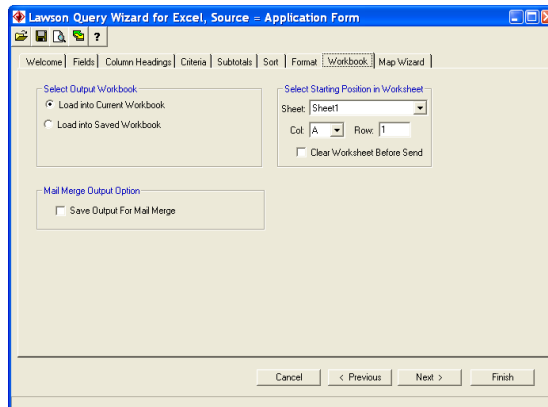 Lawson Query Wizard for Excel, Source = Application Form
?
Welcome Fields Column Headings Criteria Subtotals Sort Format Workbook Map Wizard
Select Output Workbook
Load into Current Workbook
Load into Saved Workbook
Select Starting Position in Worksheet
Sheet: Sheet1
Col: A Row: 1
Clear Worksheet Before Send
Mail Merge Output Option
Save Output For Mail Merge
Cancel < Previous Next > Finish